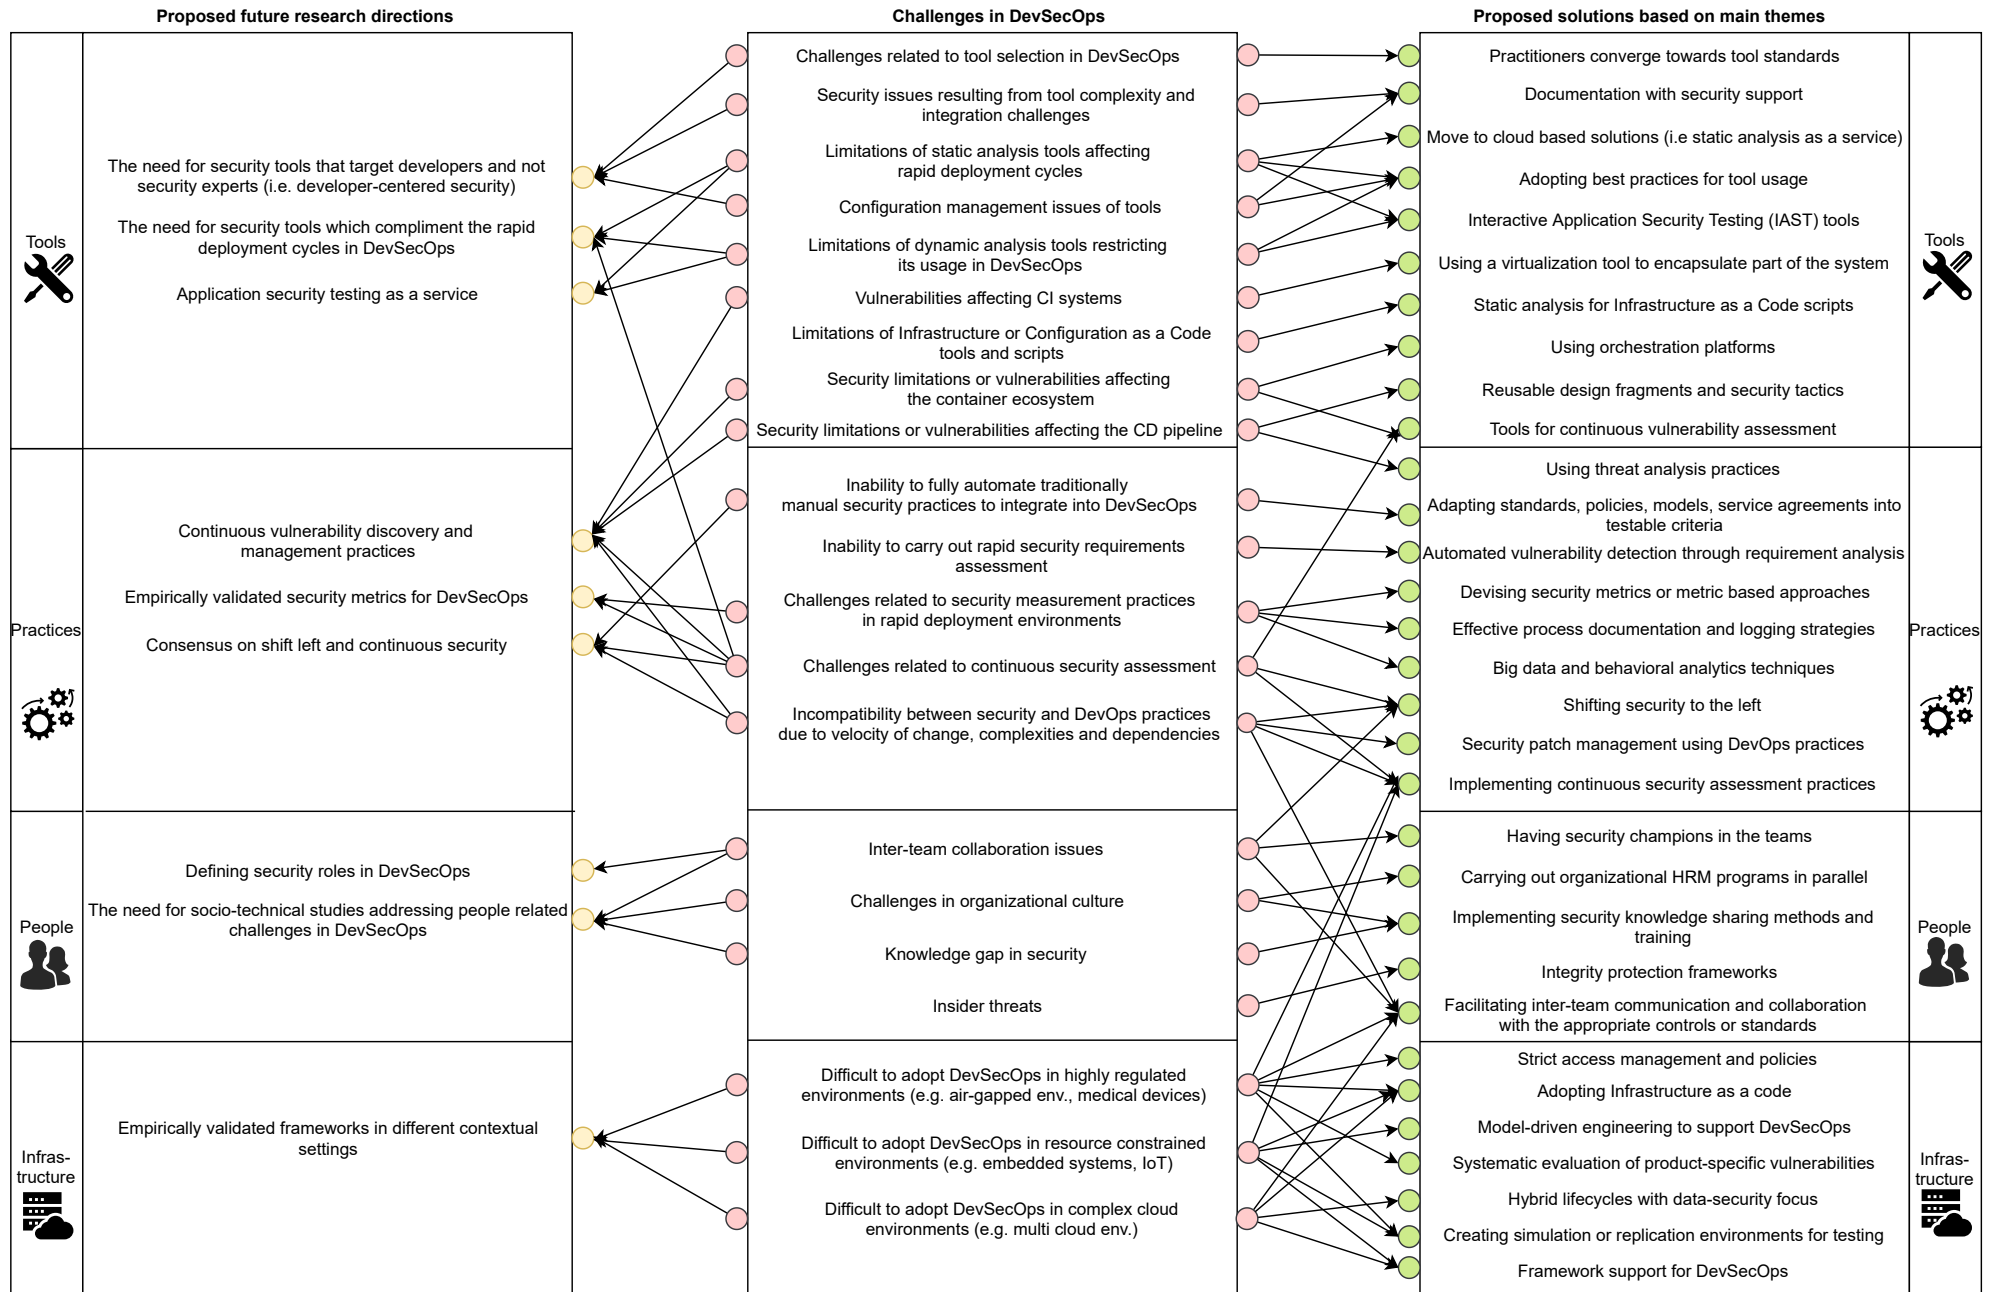 Proposed future research directions
Challenges in DevSecOps
Proposed solutions based on main themes
Tools
The need for security tools that target developers and not
security experts (i.e. developer-centered security)
The need for security tools which compliment the rapid
deployment cycles in DevSecOps
Application security testing as a service
Practices
Continuous vulnerability discovery and
management practices
Empirically validated security metrics for DevSecOps
Consensus on shift left and continuous security
People
Defining security roles in DevSecOps
The need for socio-technical studies addressing people related
challenges in DevSecOps
Infras-
tructure
Empirically validated frameworks in different contextual
settings
Challenges related to tool selection in DevSecOps
Security issues resulting from tool complexity and
integration challenges
Limitations of static analysis tools affecting
rapid deployment cycles
Configuration management issues of tools
Limitations of dynamic analysis tools restricting
its usage in DevSecOps
Vulnerabilities affecting CI systems
Limitations of Infrastructure or Configuration as a Code
tools and scripts
Security limitations or vulnerabilities affecting
the container ecosystem
Security limitations or vulnerabilities affecting the CD pipeline
Inability to fully automate traditionally
manual security practices to integrate into DevSecOps
Inability to carry out rapid security requirements
assessment
Challenges related to security measurement practices
in rapid deployment environments
Challenges related to continuous security assessment
Incompatibility between security and DevOps practices
due to velocity of change, complexities and dependencies
Inter-team collaboration issues
Challenges in organizational culture
Knowledge gap in security
Insider threats
Difficult to adopt DevSecOps in highly regulated
environments (e.g. air-gapped env., medical devices)
Difficult to adopt DevSecOps in resource constrained
environments (e.g. embedded systems, IoT)
Difficult to adopt DevSecOps in complex cloud
environments (e.g. multi cloud env.)
Practitioners converge towards tool standards
Documentation with security support
Move to cloud based solutions (i.e static analysis as a service)
Adopting best practices for tool usage
Interactive Application Security Testing (IAST) tools
Using a virtualization tool to encapsulate part of the system
Static analysis for Infrastructure as a Code scripts
Using orchestration platforms
Reusable design fragments and security tactics
Tools for continuous vulnerability assessment
Tools
Using threat analysis practices
Adapting standards, policies, models, service agreements into
testable criteria
Automated vulnerability detection through requirement analysis
Devising security metrics or metric based approaches
Effective process documentation and logging strategies
Big data and behavioral analytics techniques
Shifting security to the left
Security patch management using DevOps practices
Implementing continuous security assessment practices
Practices
Having security champions in the teams
Carrying out organizational HRM programs in parallel
Implementing security knowledge sharing methods and
training
Integrity protection frameworks
Facilitating inter-team communication and collaboration
with the appropriate controls or standards
People
Strict access management and policies
Adopting Infrastructure as a code
Model-driven engineering to support DevSecOps
Systematic evaluation of product-specific vulnerabilities
Hybrid lifecycles with data-security focus
Creating simulation or replication environments for testing
Framework support for DevSecOps
Infras-
tructure